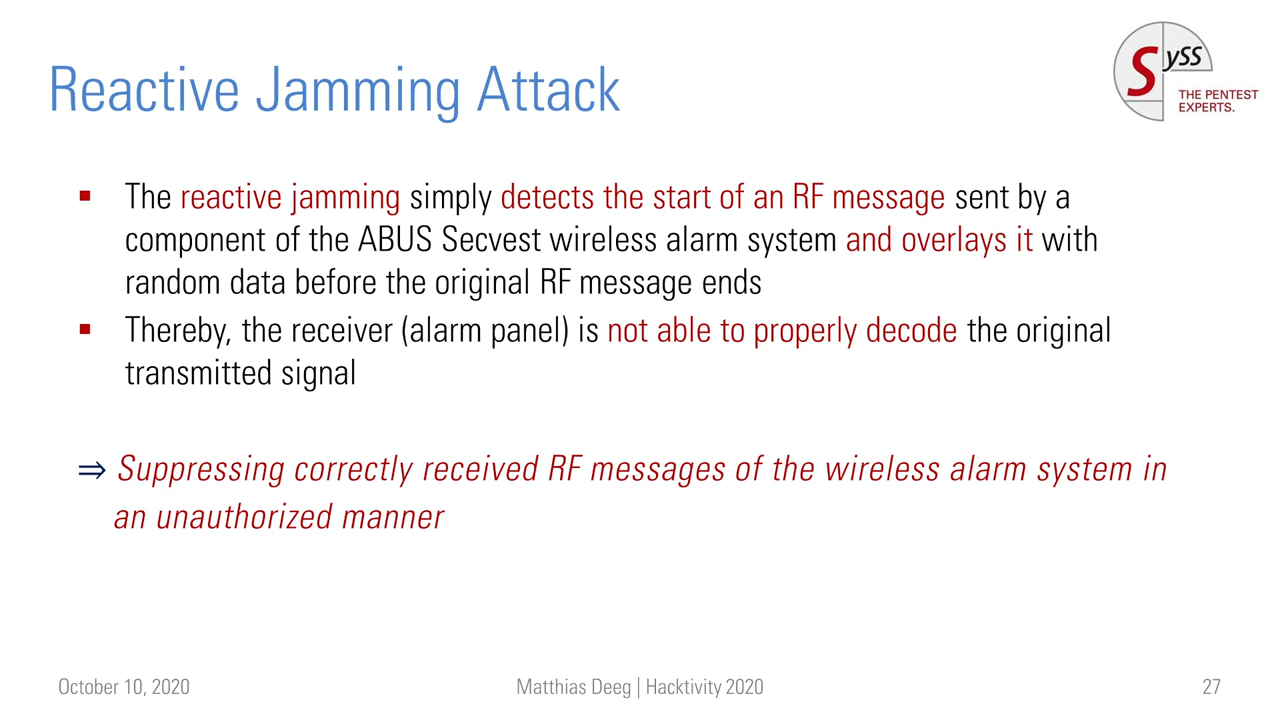 Reactive Jamming Attack
SySS
THE PENTEST
EXPERTS.
▪ The reactive jamming simply detects the start of an RF message sent by a
component of the ABUS Secvest wireless alarm system and overlays it with
random data before the original RF message ends
▪ Thereby, the receiver (alarm panel) is not able to properly decode the original
transmitted signal
⇒ Suppressing correctly received RF messages of the wireless alarm system in
an unauthorized manner
October 10, 2020
Matthias Deeg | Hacktivity 2020
27